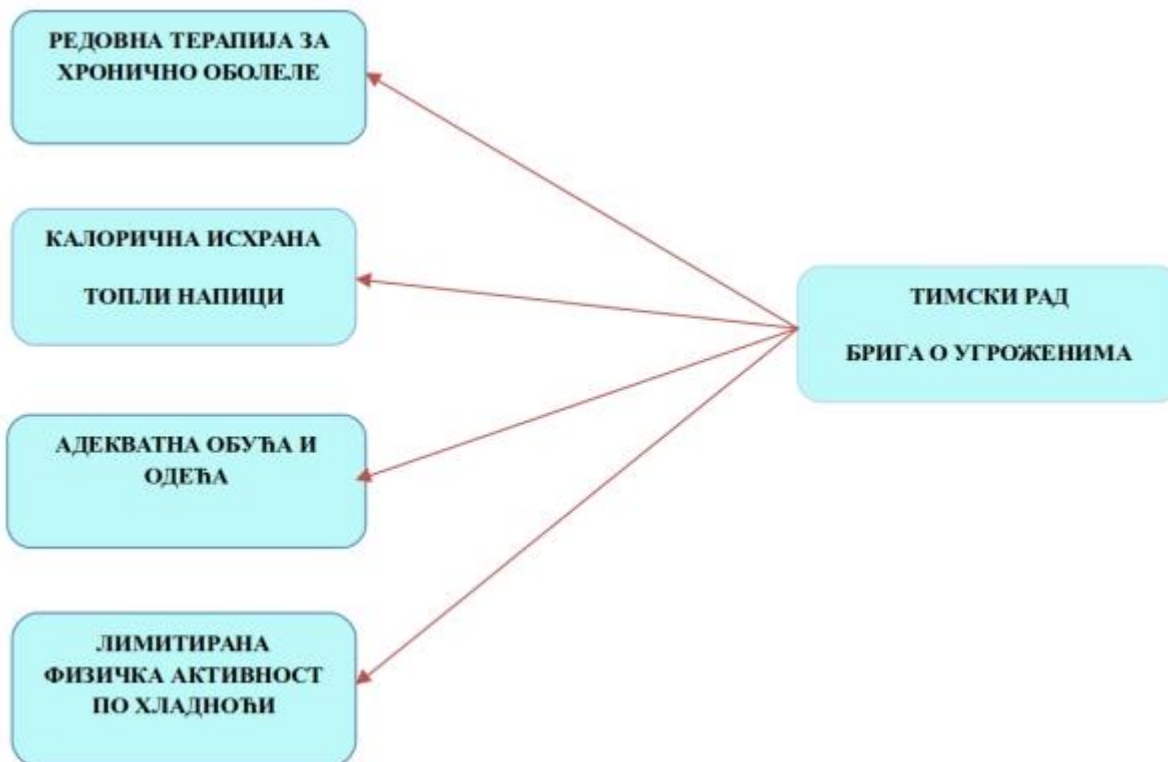 РЕДОВНА ТЕРАПИЈА ЗА
ХРОНИЧНО ОБОЛЕЛЕ
КАЛОРИЧНА ИСХРАНА
ТОПЛИ НАПИЦИ
АДЕКВАТНА ОБУЋА И
ОДЕЋА
ЛИМИТИРАНА
ФИЗИЧКА АКТИВНОСТ
ПО ХЛАДНОЋИ
ТИМСКИ РАД
БРИГА О УГРОЖЕНИМА